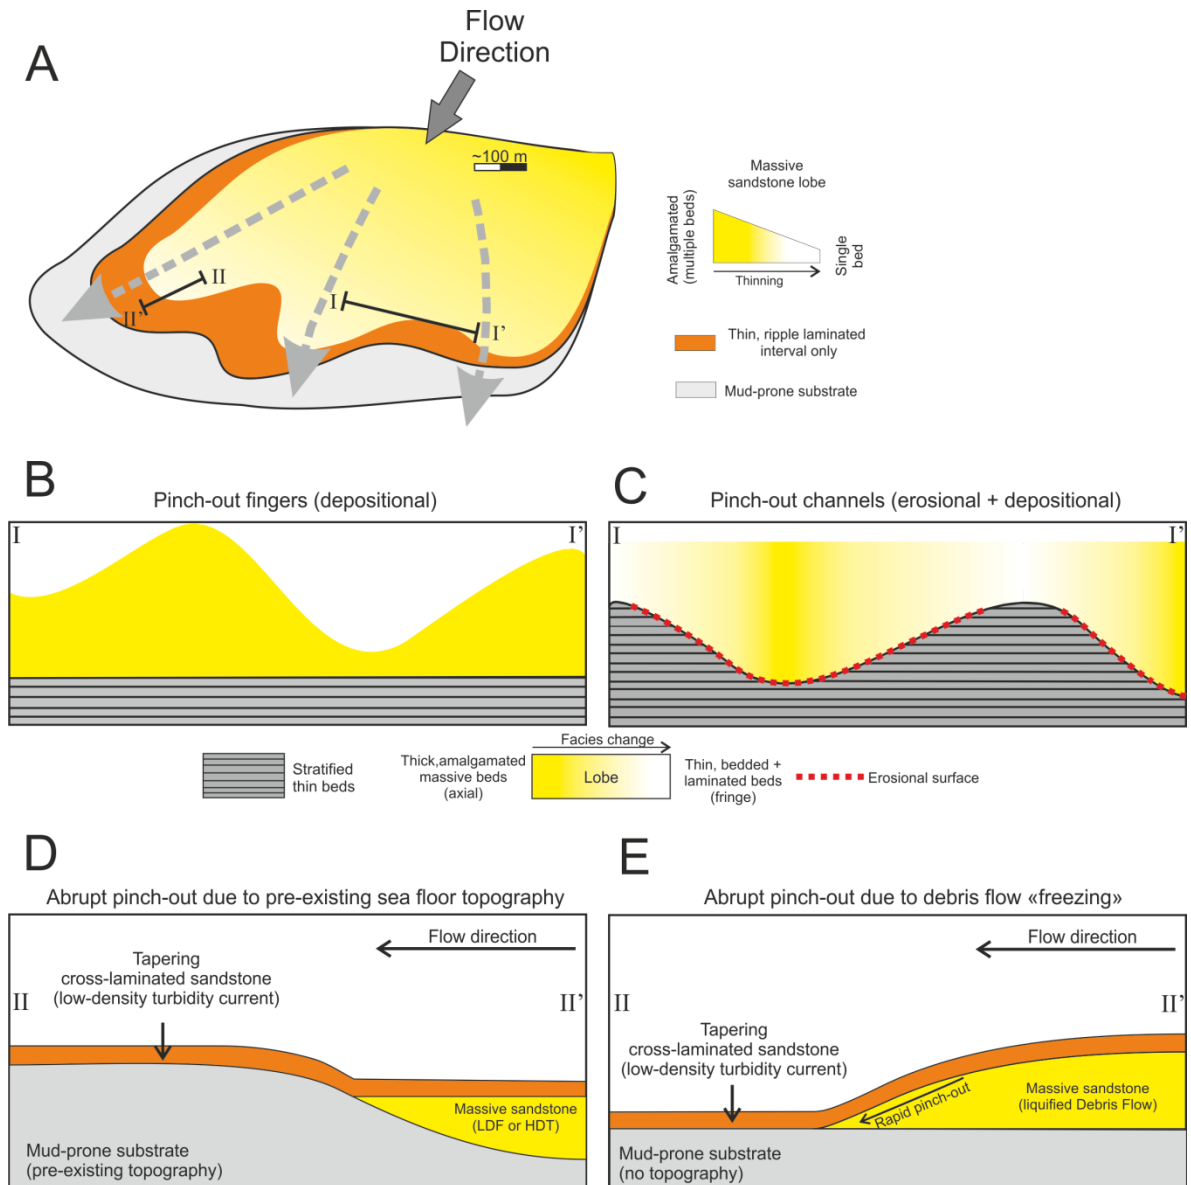 A
Flow
Direction
~100 m
II
II'
I
I'
Massive
sandstone lobe
Amalgamated
(multiple beds)
Single
bed
Thinning
Thin, ripple laminated
interval only
Mud-prone substrate
B
Pinch-out fingers (depositional)
I
I'
C
Pinch-out channels (erosional + depositional)
I
I'
Stratified
thin beds
Facies change
Thick,amalgamated
massive beds
(axial)
Lobe
Thin, bedded +
laminated beds
(fringe)
Erosional surface
D
Abrupt pinch-out due to pre-existing sea floor topography
Flow direction
Tapering
cross-laminated sandstone
(low-density turbidity current)
II
II'
Massive sandstone
(LDF or HDT)
Mud-prone substrate
(pre-existing topography)
E
Abrupt pinch-out due to debris flow «freezing»
Flow direction
II
II'
Tapering
cross-laminated sandstone
(low-density turbidity current)
Rapid pinch-out
Massive sandstone
(liquified Debris Flow)
Mud-prone substrate
(no topography)